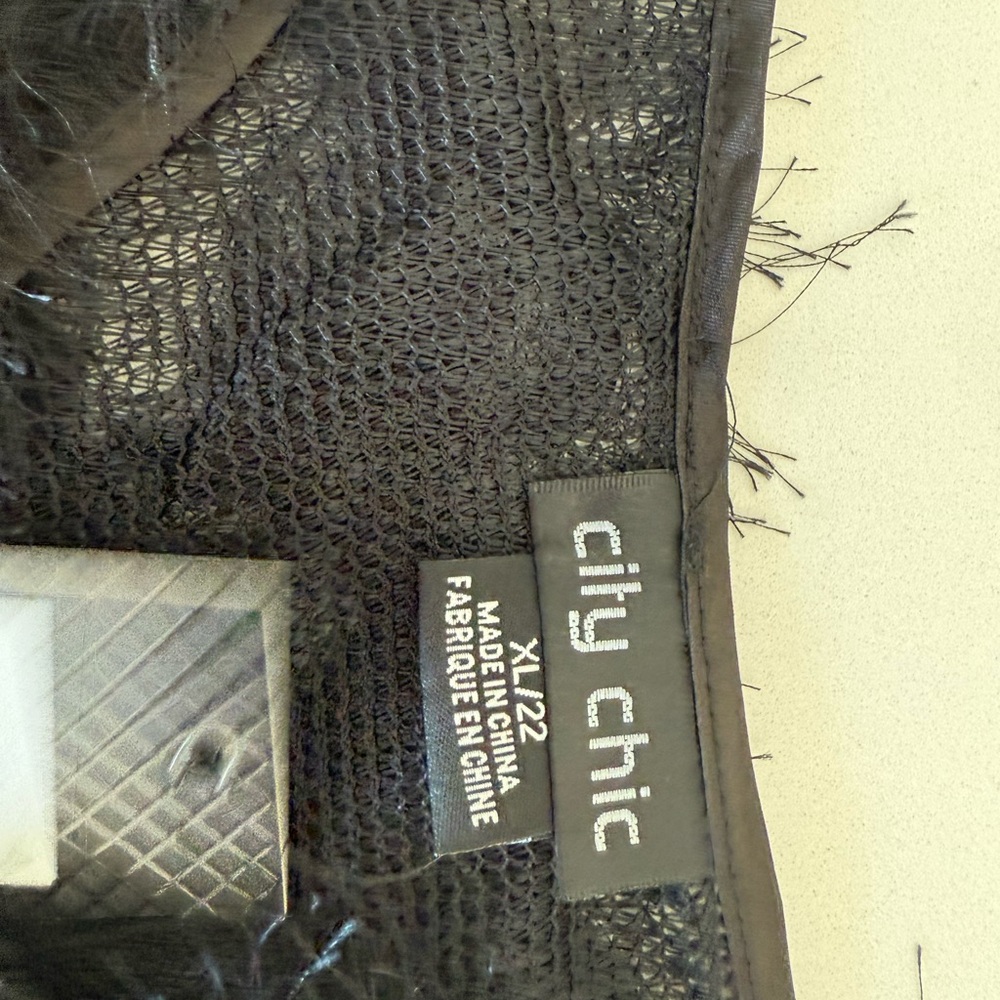 city chic
XL/22
MADE IN CHINA
FABRIQUE EN CHINE